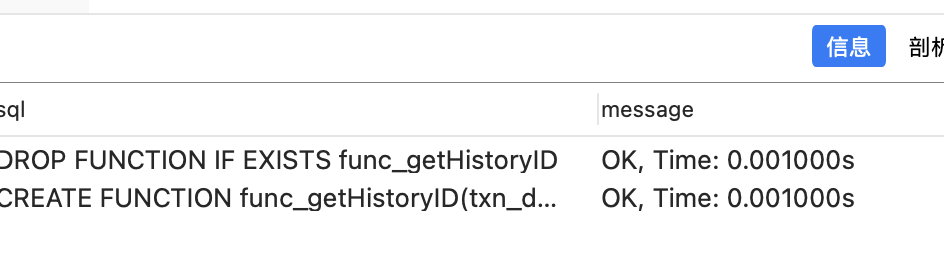 信息 剖析
sql message
DROP FUNCTION IF EXISTS func_getHistoryID OK, Time: 0.001000s
CREATE FUNCTION func_getHistoryID(txn_d... OK, Time: 0.001000s